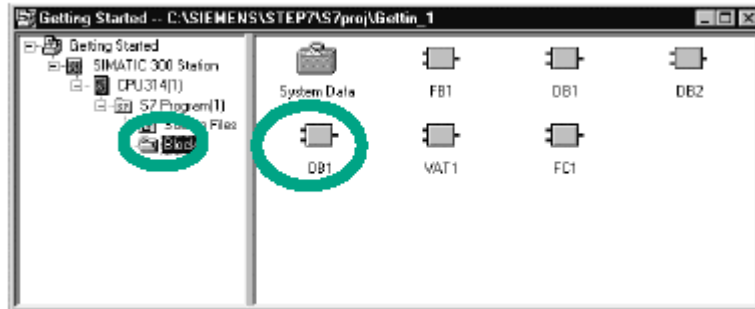 Getting Started -- C:\SIEMENS\STEP7\S7proj\Gettin_1
Getting Started
SIMATIC 300 Station
CPU314(1)
S7 Program(1)
Files
System Data
FB1
DB1
DB2
OB1
VAT1
FC1